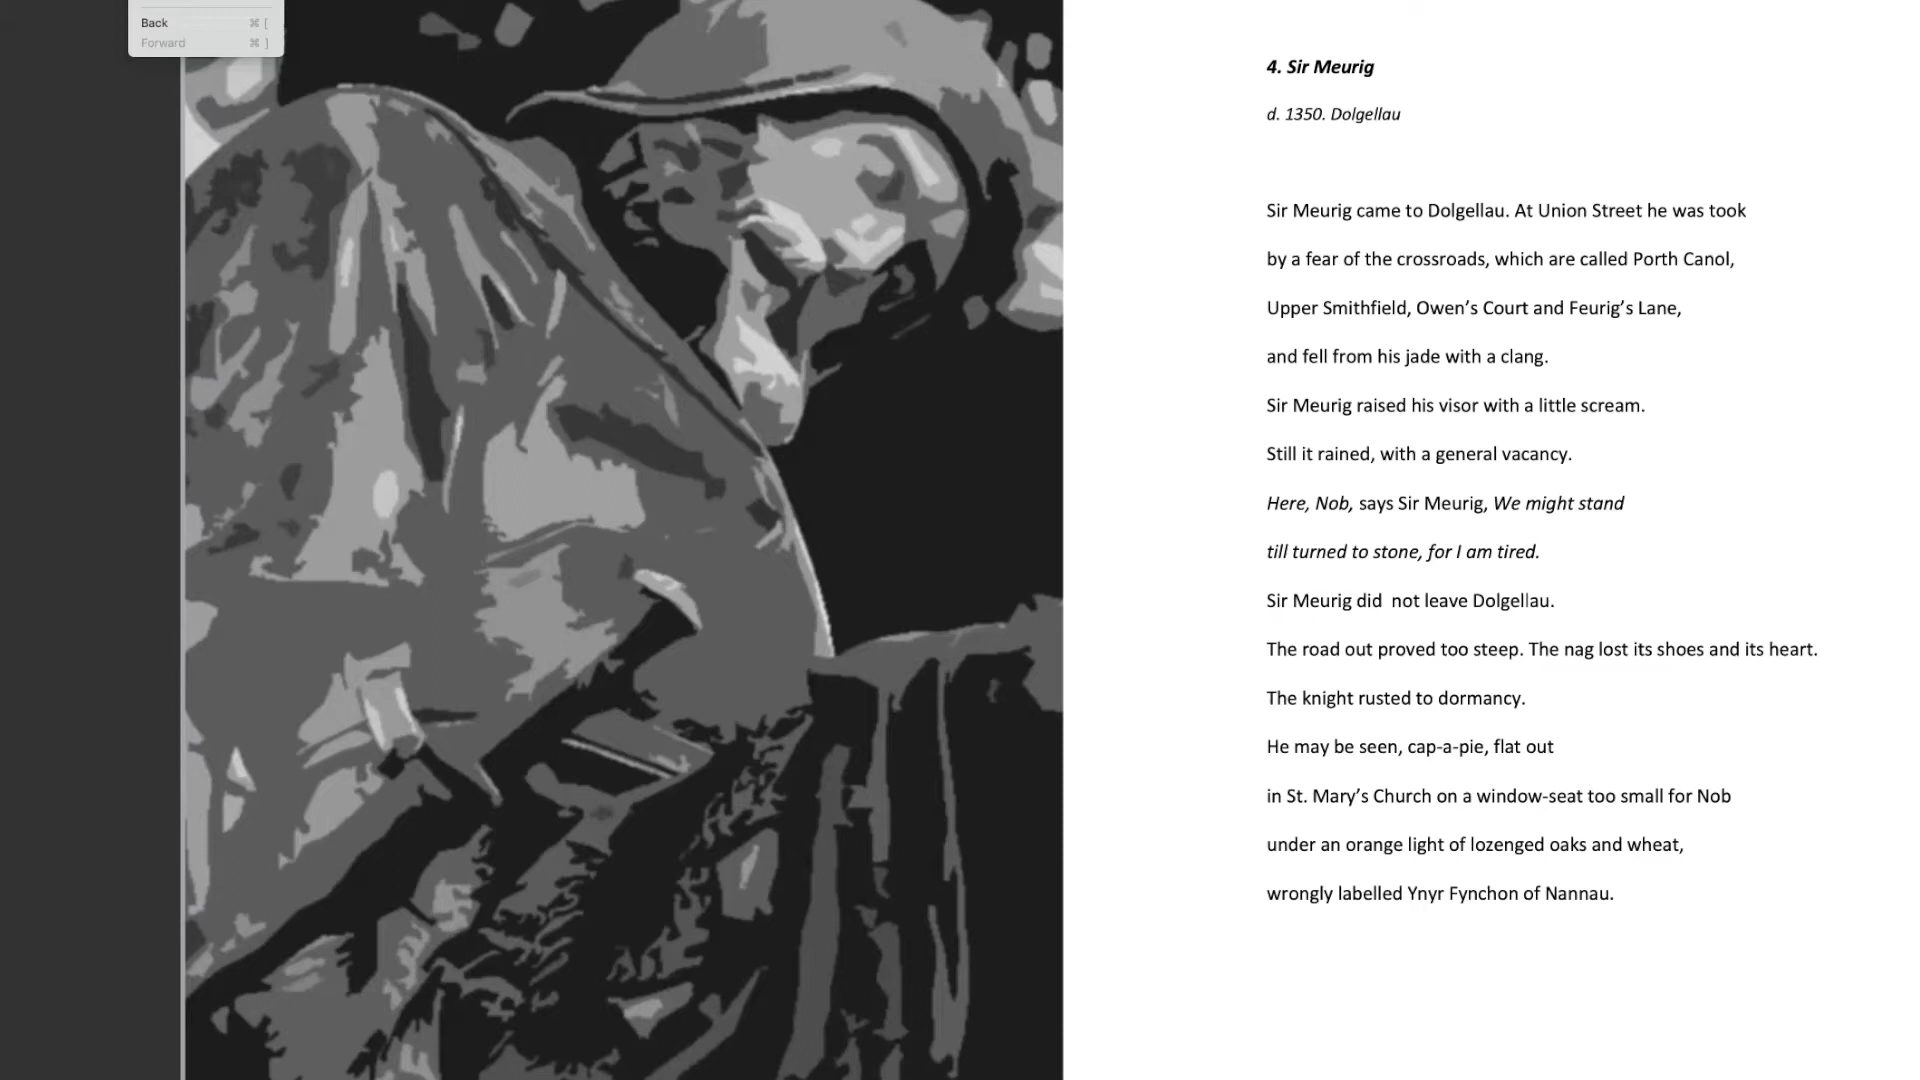 Back ⌘ [
Forward ⌘ ]
4. Sir Meurig
d. 1350. Dolgellau
Sir Meurig came to Dolgellau. At Union Street he was took
by a fear of the crossroads, which are called Porth Canol,
Upper Smithfield, Owen’s Court and Feurig’s Lane,
and fell from his jade with a clang.
Sir Meurig raised his visor with a little scream.
Still it rained, with a general vacancy.
Here, Nob, says Sir Meurig, We might stand
till turned to stone, for I am tired.
Sir Meurig did  not leave Dolgellau.
The road out proved too steep. The nag lost its shoes and its heart.
The knight rusted to dormancy.
He may be seen, cap-a-pie, flat out
in St. Mary’s Church on a window-seat too small for Nob
under an orange light of lozenged oaks and wheat,
wrongly labelled Ynyr Fynchon of Nannau.